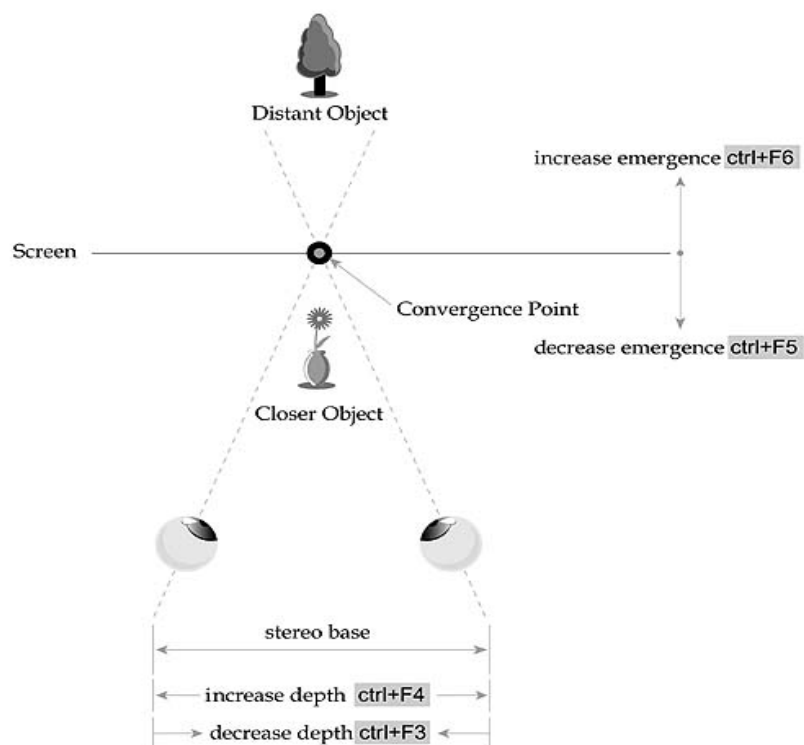 Distant Object
increase emergence ctrl+F6
Screen
Convergence Point
decrease emergence ctrl+F5
Closer Object
stereo base
increase depth ctrl+F4
decrease depth ctrl+F3